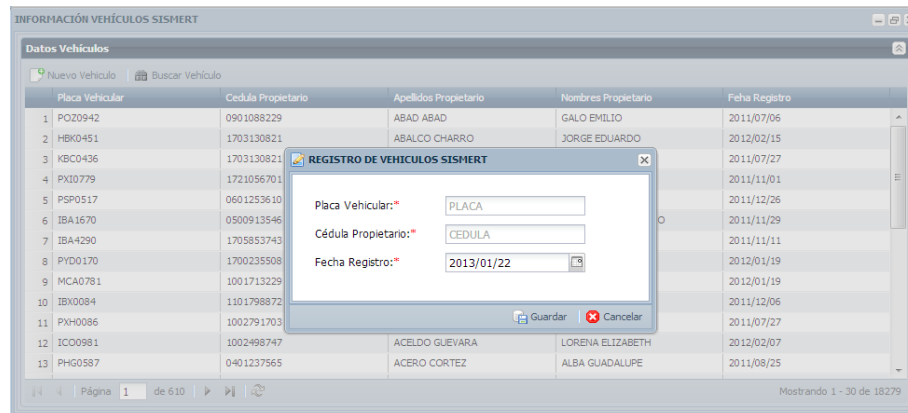 INFORMACIÓN VEHÍCULOS SISMERT
Datos Vehículos
Nuevo Vehiculo Buscar Vehículo
Placa Vehicular Cedula Propietario Apellidos Propietario Nombres Propietario Feha Registro
1 POZ0942 0901088229 ABAD ABAD GALO EMILIO 2011/07/06
2 HBK0451 1703130821 ABALCO CHARRO JORGE EDUARDO 2012/02/15
3 KBC0436 1703130821 2011/07/27
4 PXI0779 1721056701 2011/11/01
5 PSP0517 0601253610 2011/12/26
6 IBA1670 0500913546 O 2011/11/29
7 IBA4290 1705853743 2011/11/11
8 PYD0170 1700235508 2012/01/19
9 MCA0781 1001713229 2012/01/19
10 IBX0084 1101798872 2011/12/06
11 PXH0086 1002791703 2011/07/27
12 ICO0981 1002498747 ACELDO GUEVARA LORENA ELIZABETH 2012/02/07
13 PHG0587 0401237565 ACERO CORTEZ ALBA GUADALUPE 2011/08/25
REGISTRO DE VEHICULOS SISMERT
Placa Vehicular:* PLACA
Cédula Propietario:* CEDULA
Fecha Registro:* 2013/01/22
Guardar Cancelar
Página 1 de 610 Mostrando 1 - 30 de 18279